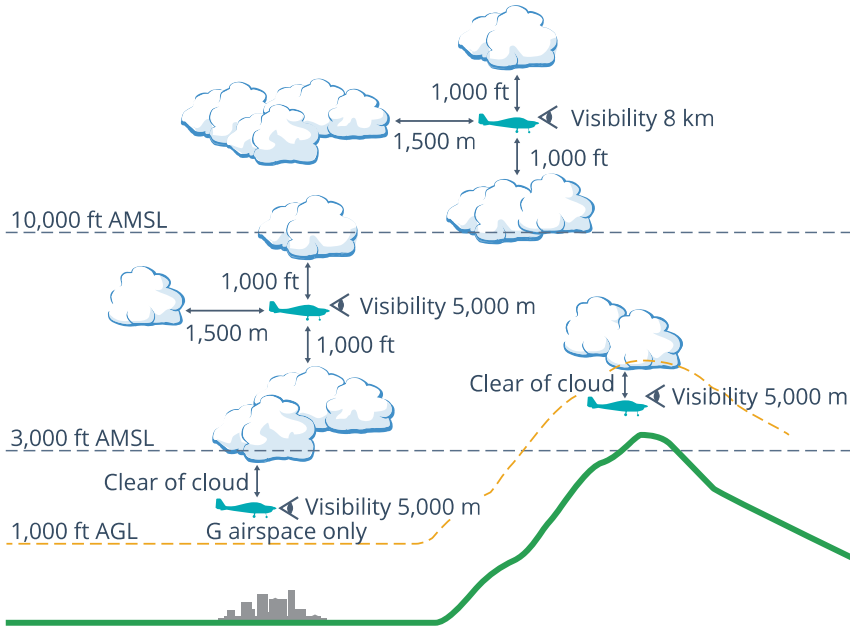 1,000 ft
Visibility 8 km
1,500 m
1,000 ft
10,000 ft AMSL
1,000 ft
Visibility 5,000 m
1,500 m
1,000 ft
Clear of cloud
Visibility 5,000 m
3,000 ft AMSL
Clear of cloud
Visibility 5,000 m
1,000 ft AGL
G airspace only